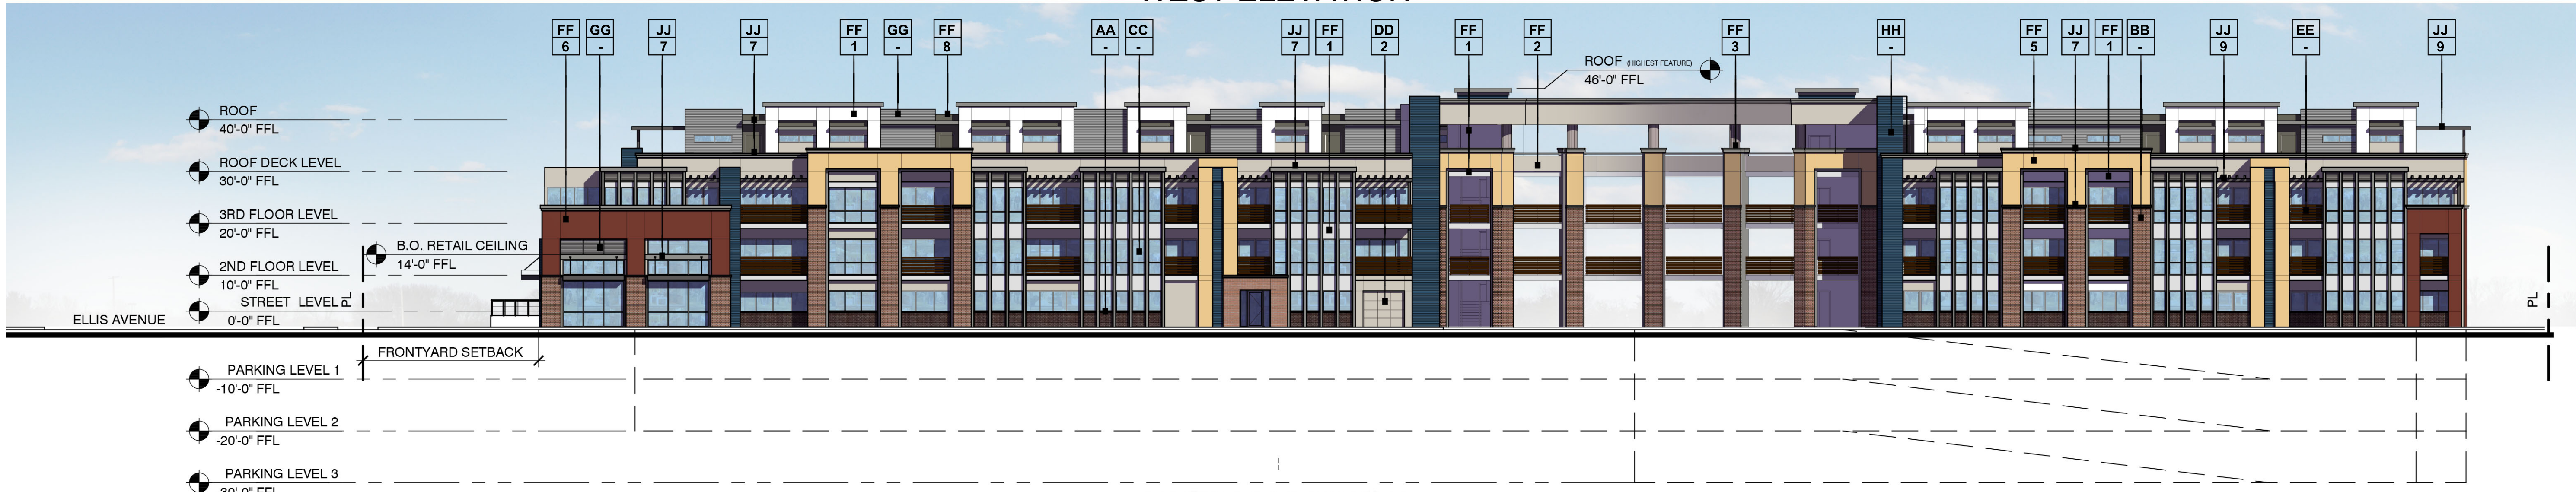 WEST ELEVATION
FF GG JJ JJ FF GG FF AA CC JJ FF DD FF FF FF HH FF JJ FF BB JJ EE JJ
6 - 7 7 1 - 8 - - 7 1 2 1 2 3 - 5 7 1 - 9 - 9
ROOF (HIGHEST FEATURE)
46'-0" FFL
ROOF
40'-0" FFL
ROOF DECK LEVEL
30'-0" FFL
3RD FLOOR LEVEL
20'-0" FFL
B.O. RETAIL CEILING
14'-0" FFL
2ND FLOOR LEVEL
10'-0" FFL
STREET LEVEL
0'-0" FFL
PL
PL
ELLIS AVENUE
FRONTYARD SETBACK
PARKING LEVEL 1
-10'-0" FFL
PARKING LEVEL 2
-20'-0" FFL
PARKING LEVEL 3
-30'-0" FFL